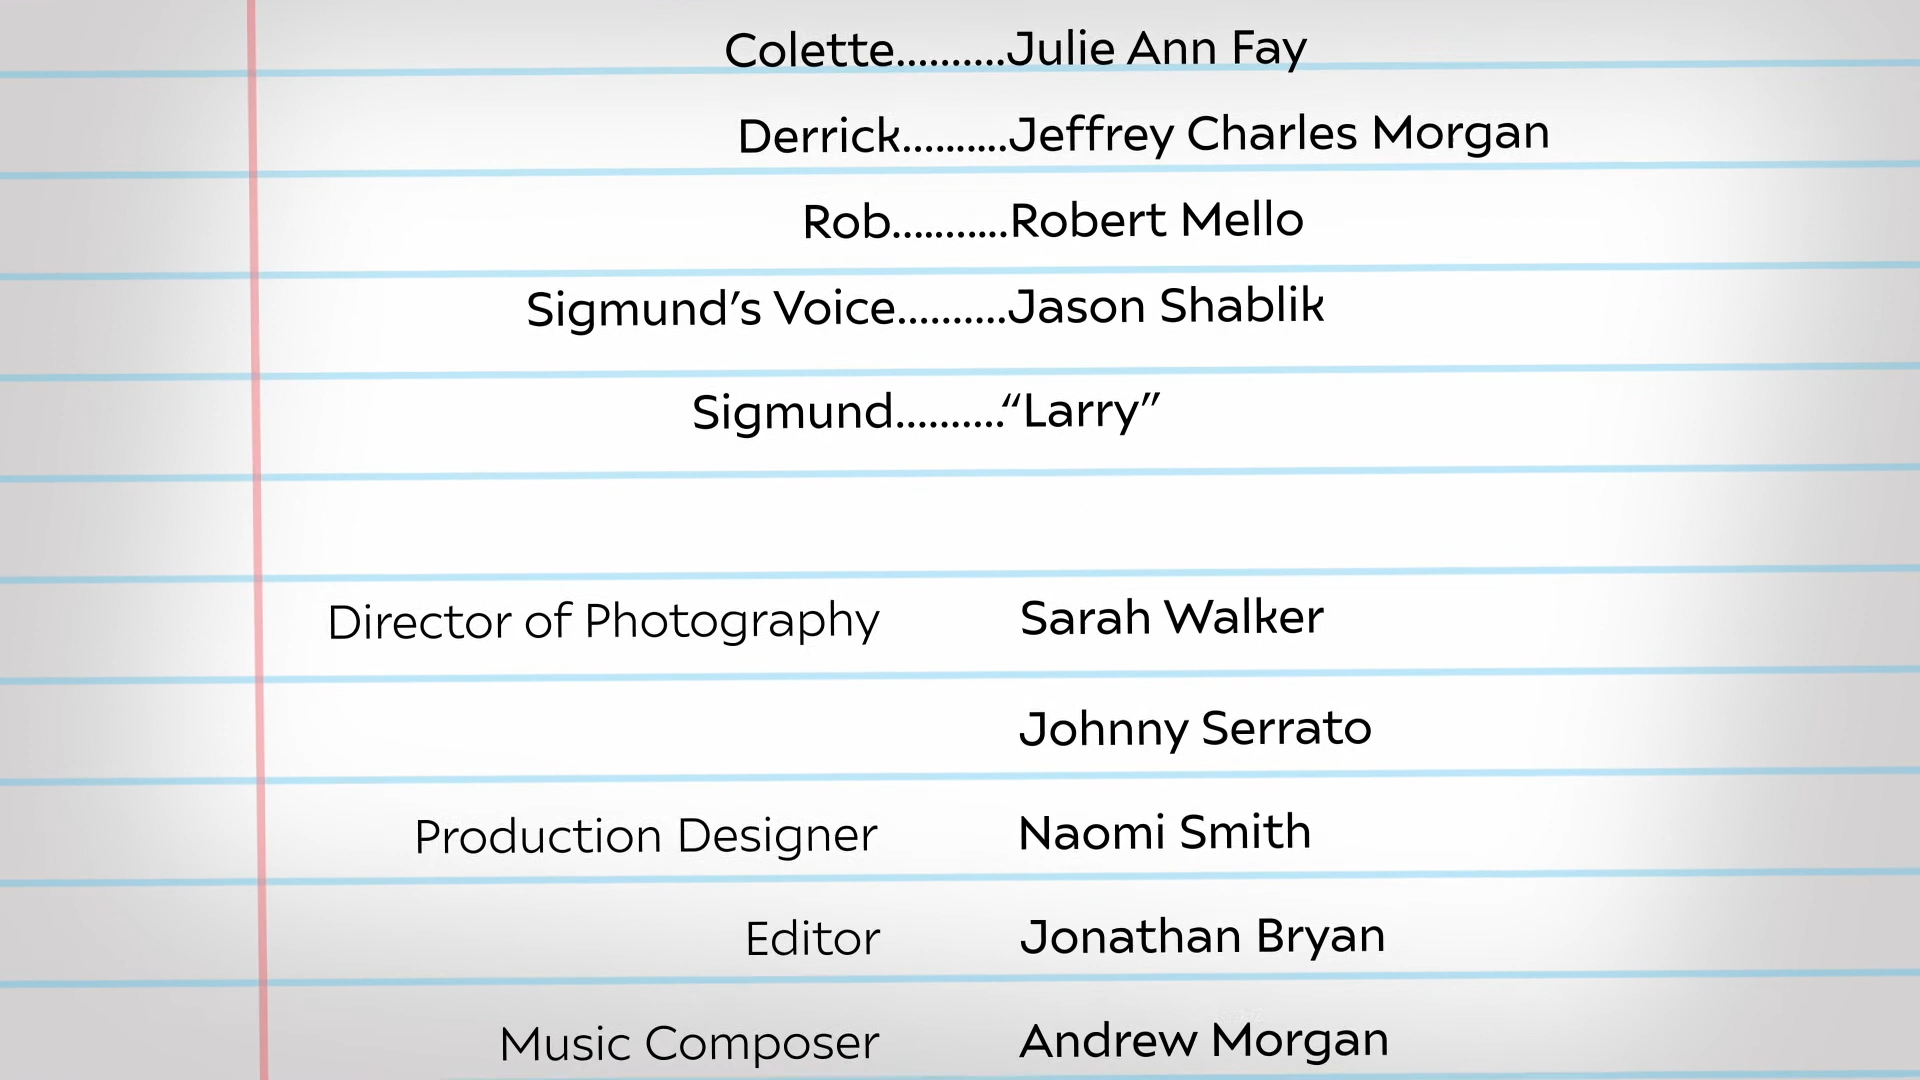 Colette..........Julie Ann Fay
Derrick..........Jeffrey Charles Morgan
Rob...........Robert Mello
Sigmund’s Voice..........Jason Shablik
Sigmund..........“Larry”
Director of Photography Sarah Walker
Johnny Serrato
Production Designer Naomi Smith
Editor Jonathan Bryan
Music Composer Andrew Morgan